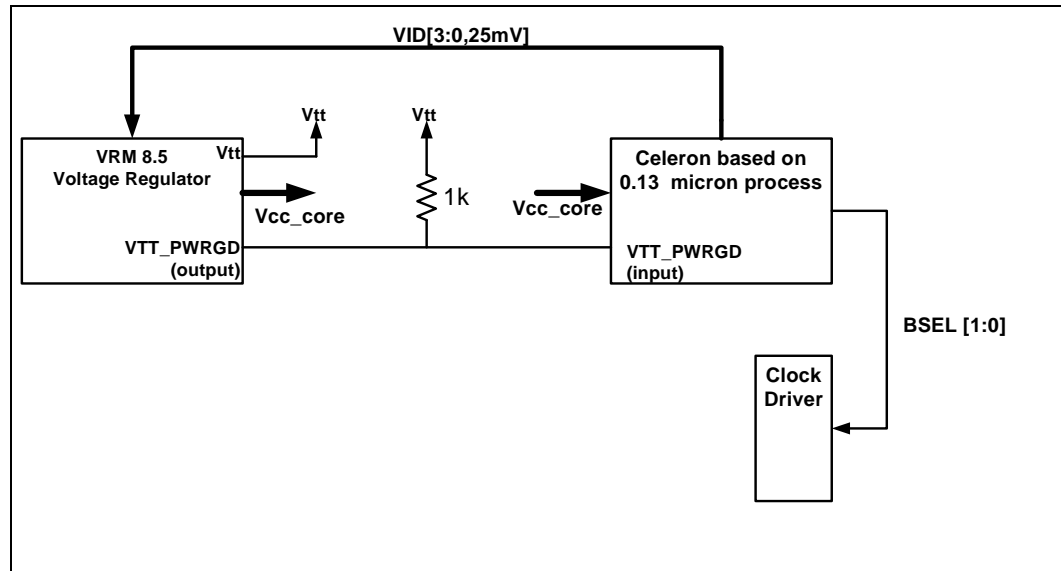 VID[3:0,25mV]
Vtt
Vtt
VRM 8.5
Voltage Regulator
Vtt
Vcc_core
VTT_PWRGD
(output)
1k
Vcc_core
Celeron based on
0.13 micron process
VTT_PWRGD
(input)
BSEL [1:0]
Clock
Driver